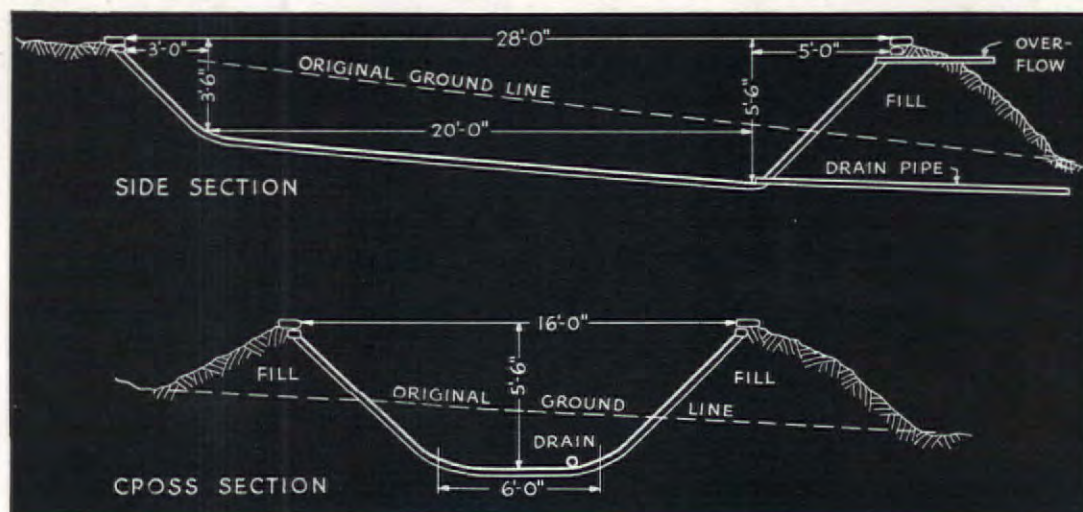 28'-0"
3'-0"
5'-0"
OVER-
FLOW
ORIGINAL GROUND LINE
3'-6"
5'-6"
FILL
20'-0"
DRAIN PIPE
SIDE SECTION
16'-0"
FILL
5'-6"
FILL
ORIGINAL GROUND LINE
DRAIN
6'-0"
CROSS SECTION